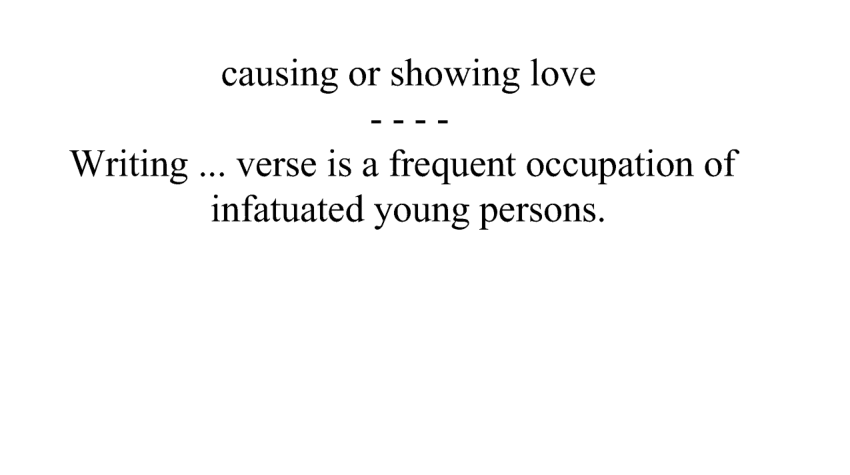 causing or showing love
- - - -
Writing ... verse is a frequent occupation of
infatuated young persons.